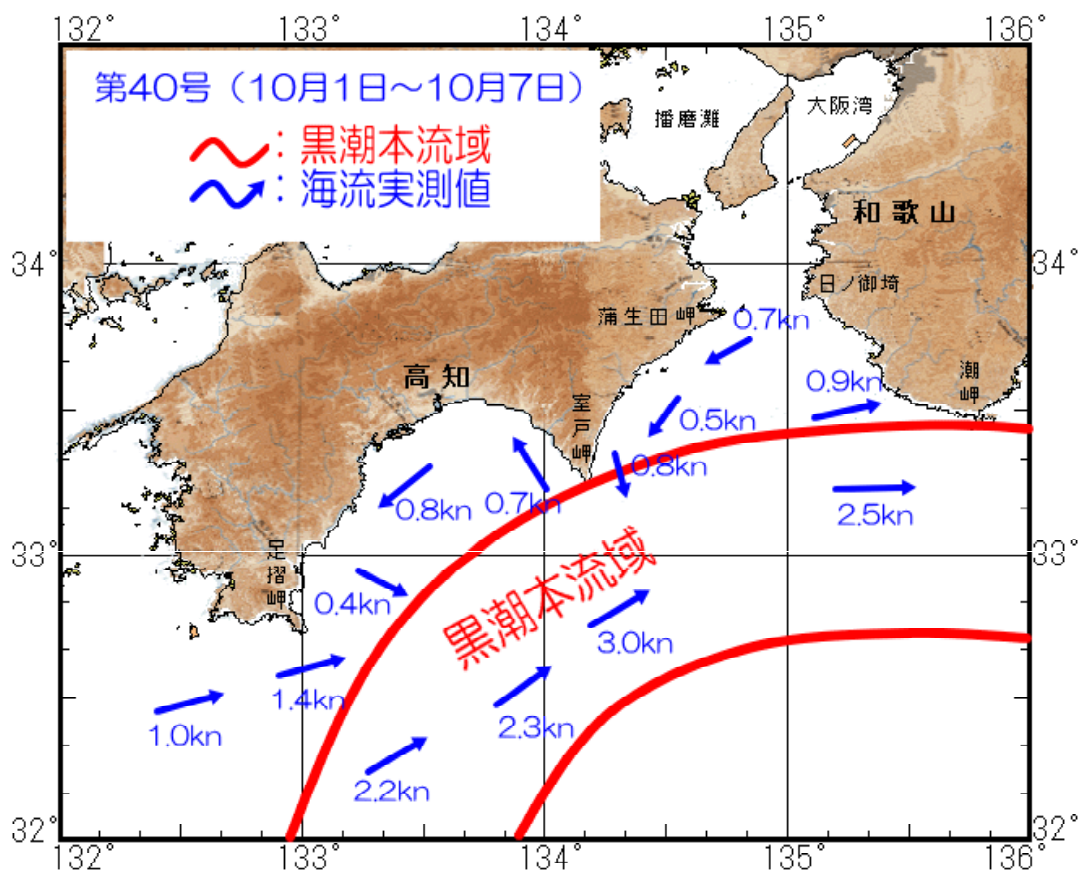 132° 133° 134° 135° 136°
第40号（10月1日～10月7日）
：黒潮本流域
：海流実測値
播磨灘
大阪湾
和歌山
34° 34°
日ノ御埼
蒲生田岬
0.7kn
高知
潮岬
0.9kn
室戸岬
0.5kn
0.8kn
0.8kn
0.7kn
2.5kn
33° 33°
足摺岬
黒潮本流域
0.4kn
3.0kn
1.4kn
1.0kn
2.3kn
2.2kn
32° 32°
132° 133° 134° 135° 136°